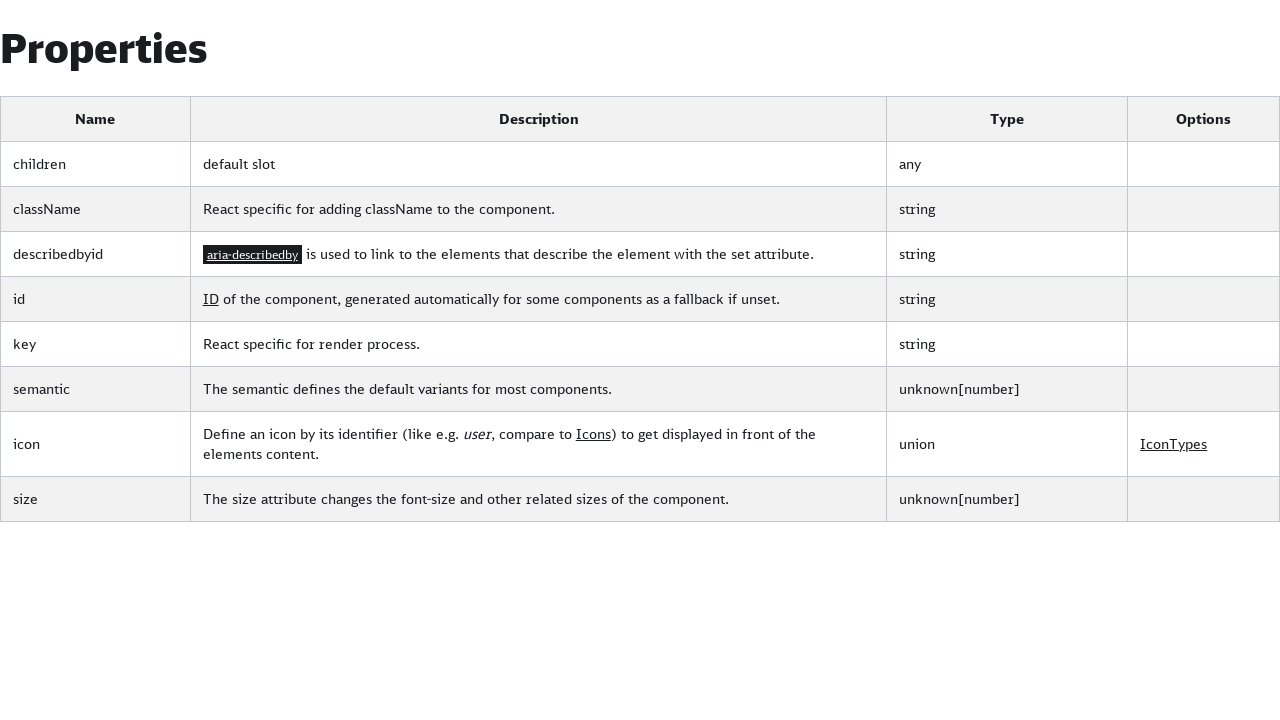 Properties
Name Description Type Options
children default slot any
className React specific for adding className to the component. string
describedbyid aria-describedby is used to link to the elements that describe the element with the set attribute. string
id ID of the component, generated automatically for some components as a fallback if unset. string
key React specific for render process. string
semantic The semantic defines the default variants for most components. unknown[number]
icon Define an icon by its identifier (like e.g. user, compare to Icons) to get displayed in front of the
elements content. union IconTypes
size The size attribute changes the font-size and other related sizes of the component. unknown[number]